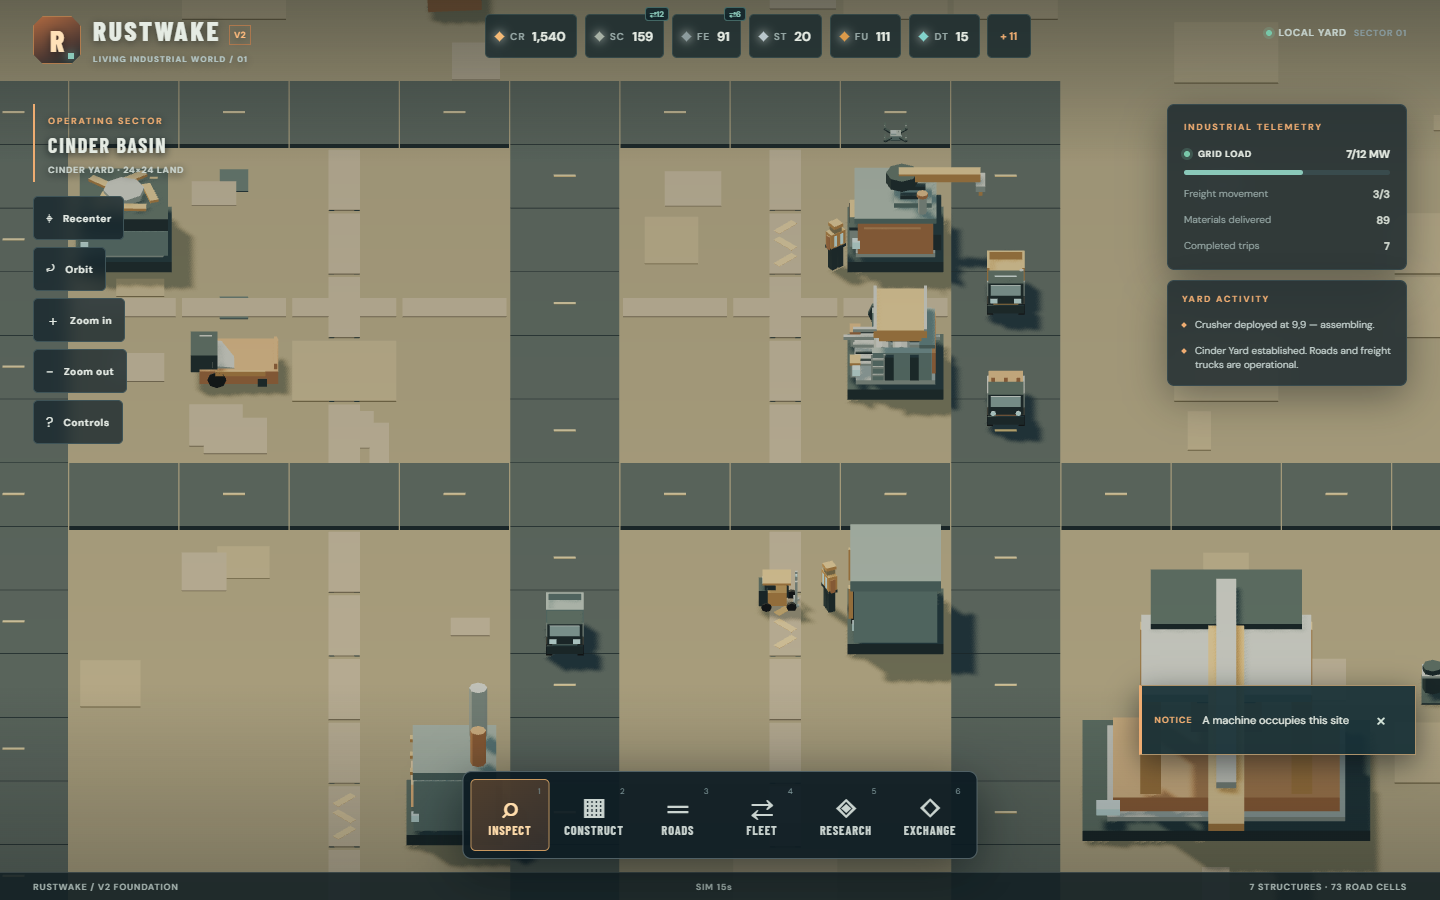 R
RUSTWAKE V2
LIVING INDUSTRIAL WORLD / 01
CR 1,540
⇄12
SC 159
⇄6
FE 91
ST 20
FU 111
DT 15
+11
LOCAL YARD SECTOR 01
OPERATING SECTOR
CINDER BASIN
CINDER YARD · 24×24 LAND
Recenter
Orbit
+ Zoom in
− Zoom out
? Controls
INDUSTRIAL TELEMETRY
GRID LOAD 7/12 MW
Freight movement 3/3
Materials delivered 89
Completed trips 7
YARD ACTIVITY
Crusher deployed at 9,9 — assembling.
Cinder Yard established. Roads and freight
trucks are operational.
NOTICE A machine occupies this site ×
1 INSPECT
2 CONSTRUCT
3 ROADS
4 FLEET
5 RESEARCH
6 EXCHANGE
RUSTWAKE / V2 FOUNDATION
SIM 15s
7 STRUCTURES · 73 ROAD CELLS